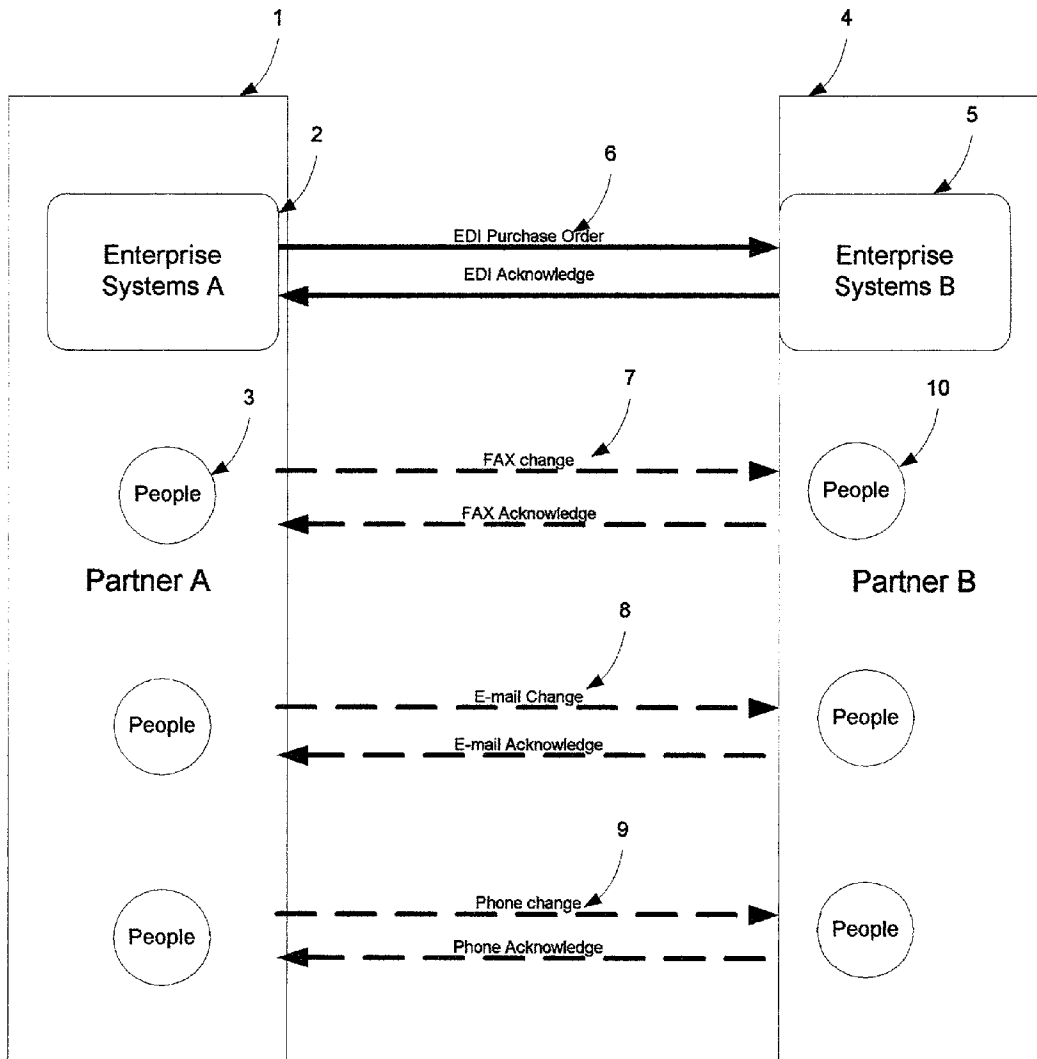 1
4
2
5
6
EDI Purchase Order
Enterprise
Systems A
Enterprise
Systems B
EDI Acknowledge
3
7
10
FAX change
People
People
FAX Acknowledge
Partner A
Partner B
8
E-mail Change
People
People
E-mail Acknowledge
9
Phone change
People
People
Phone Acknowledge